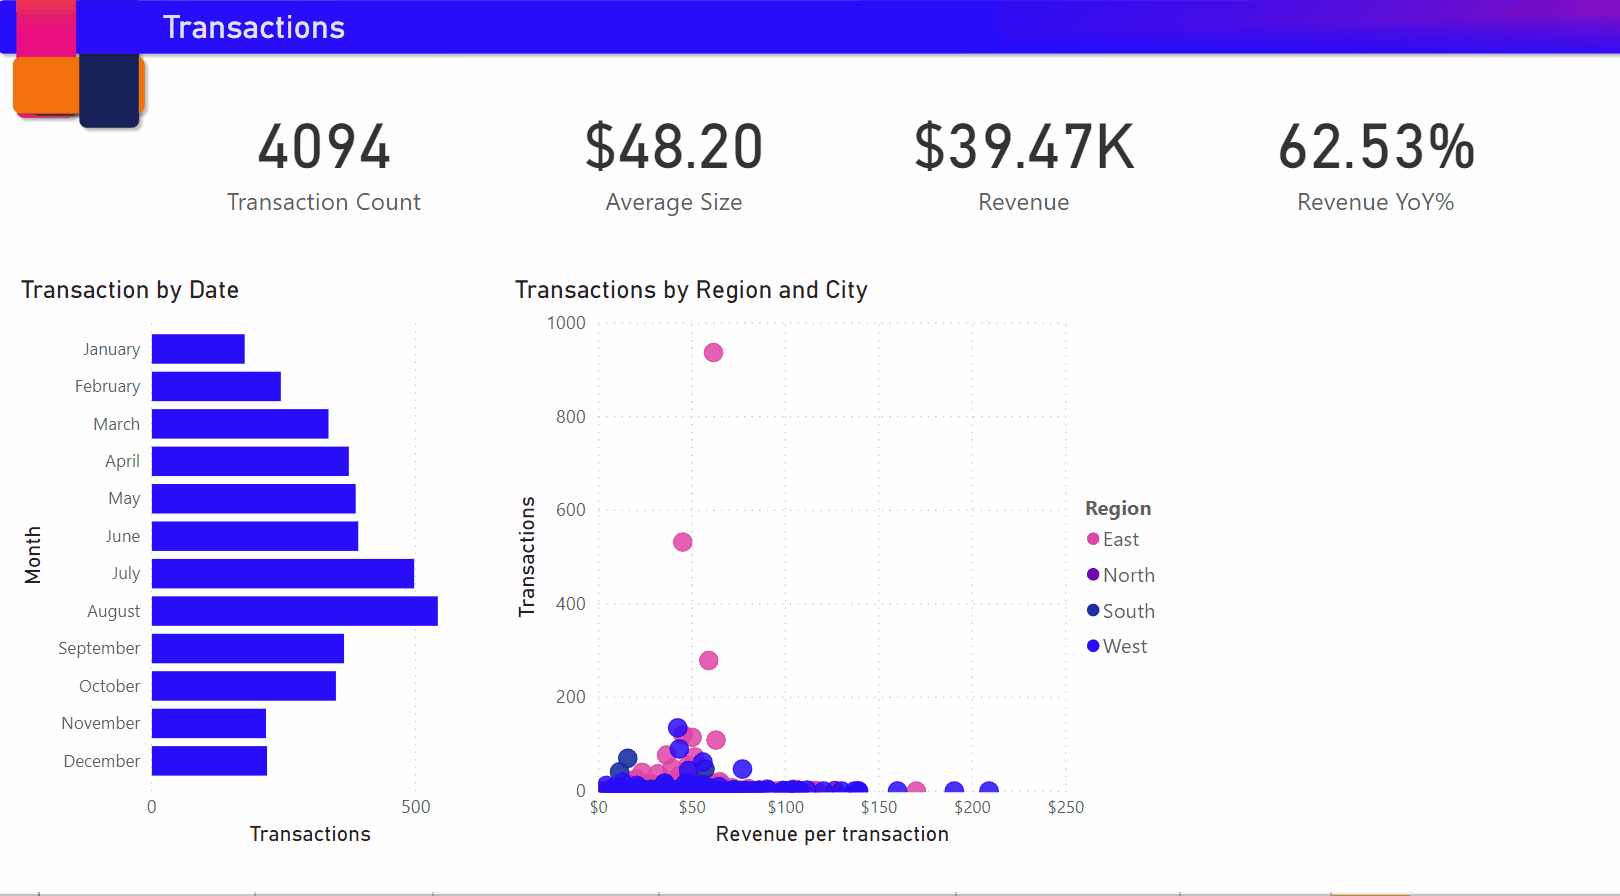 Transactions
4094
Transaction Count
$48.20
Average Size
$39.47K
Revenue
62.53%
Revenue YoY%
Transaction by Date
Month
January
February
March
April
May
June
July
August
September
October
November
December
0
500
Transactions
Transactions by Region and City
Transactions
1000
800
600
400
200
0
$0
$50
$100
$150
$200
$250
Revenue per transaction
Region
East
North
South
West